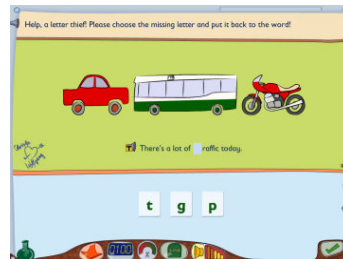 Help, a letter thief! Please choose the missing letter and put it back to the word!
There's a lot of raffic today.
t g p